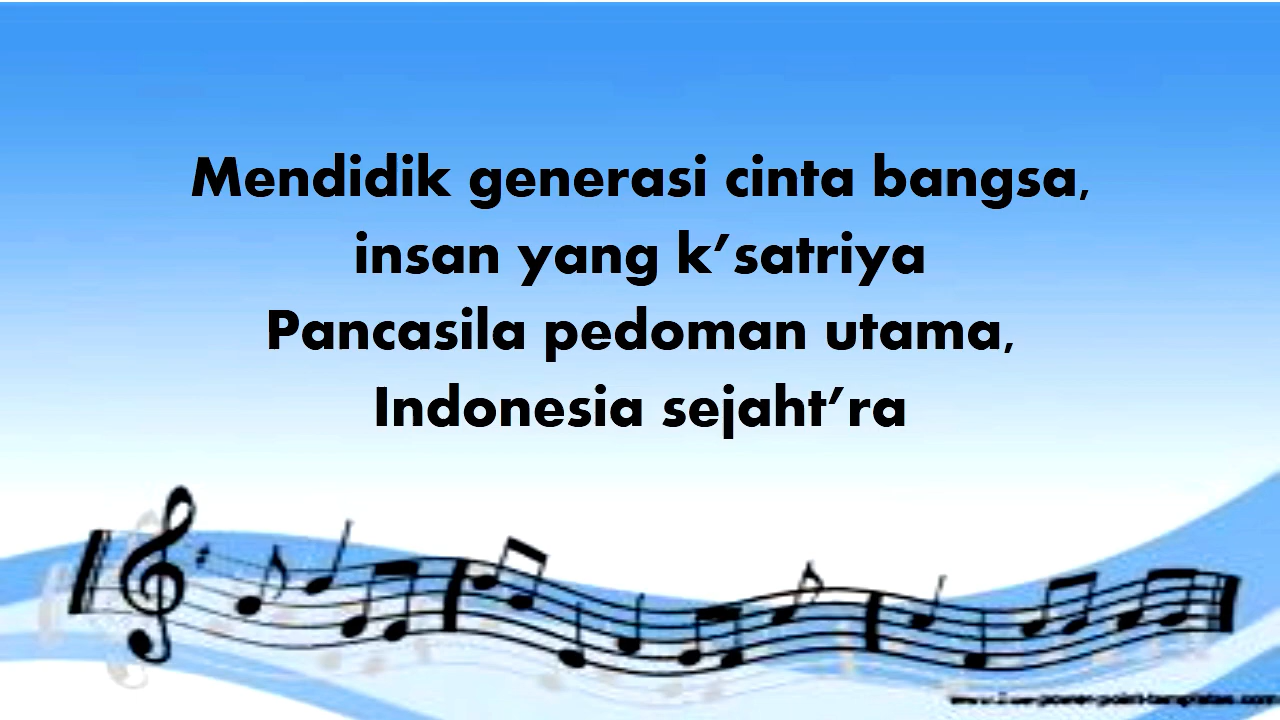 Mendidik generasi cinta bangsa,
insan yang k’satriya
Pancasila pedoman utama,
Indonesia sejaht’ra